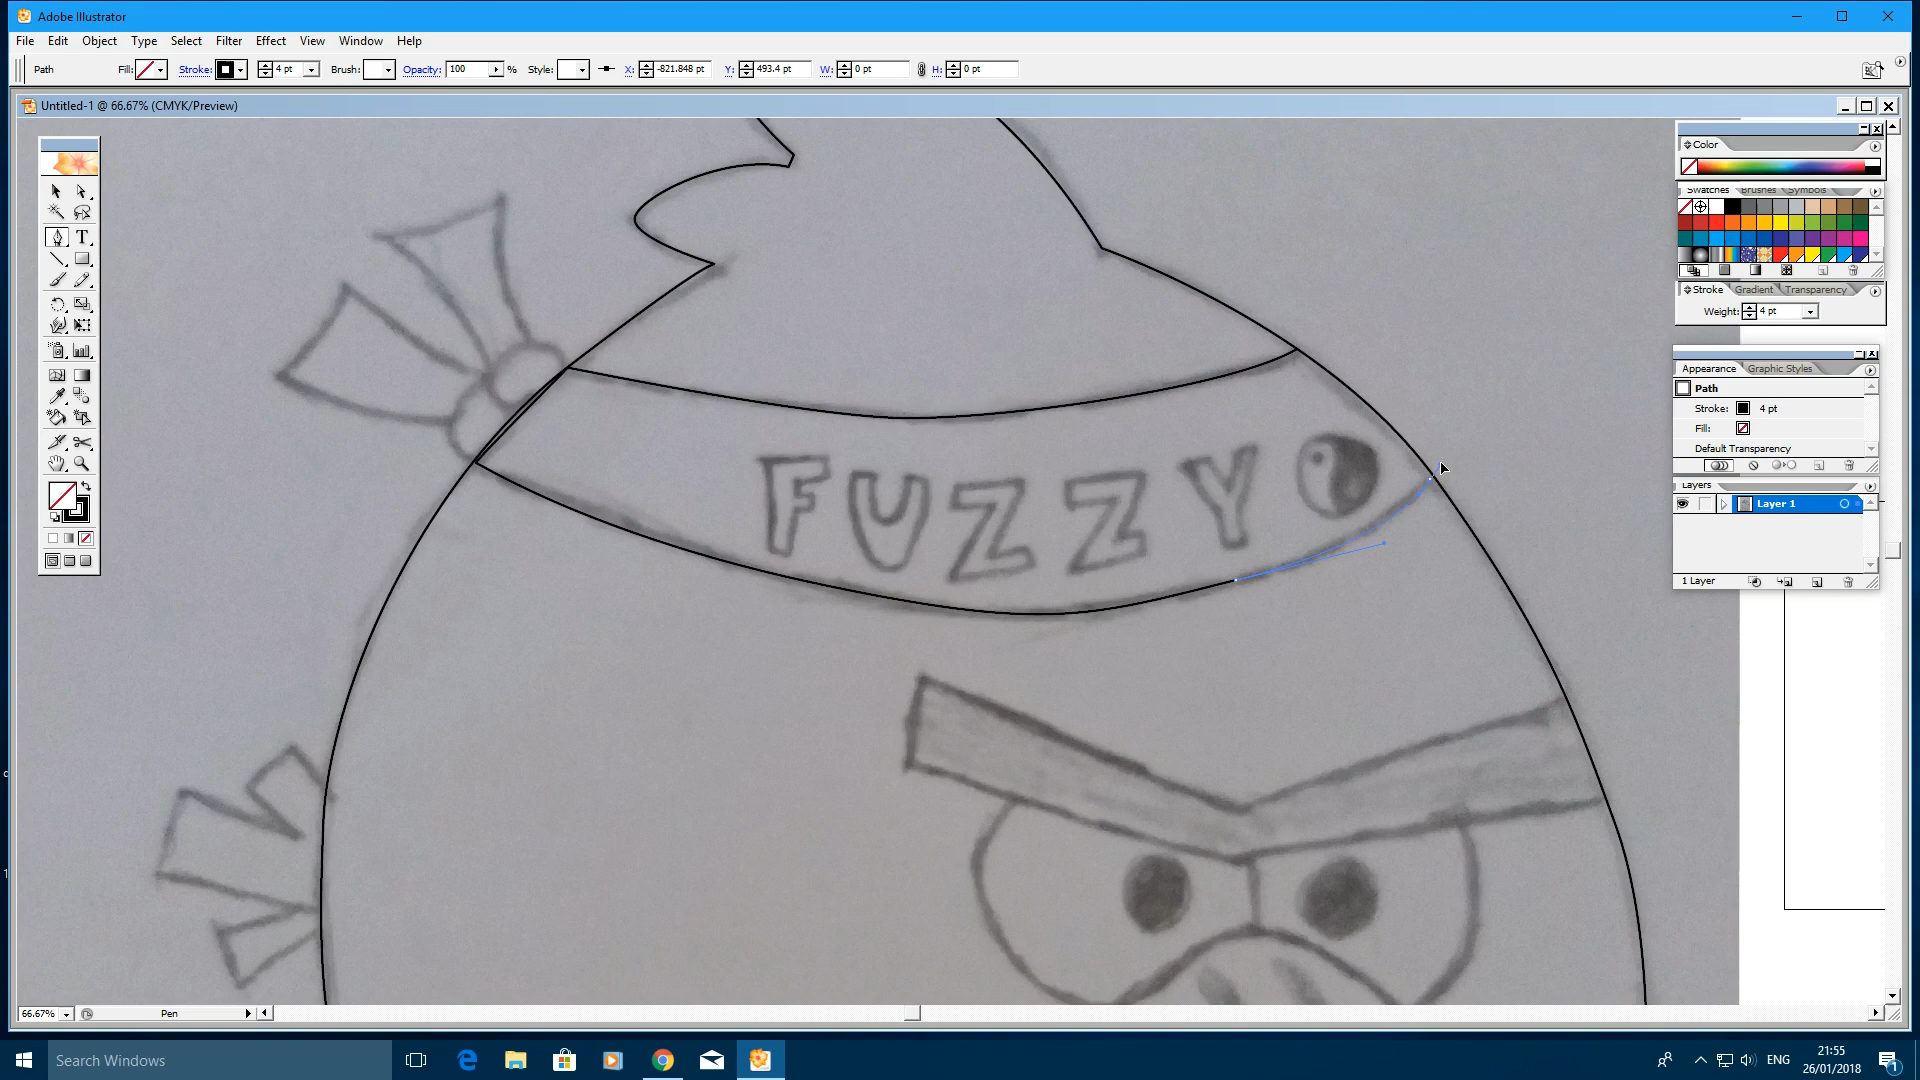 Adobe Illustrator
File Edit Object Type Select Filter Effect View Window Help
Path Fill: Stroke: 4 pt Brush: Opacity: 100 % Style: X: -821.848 pt Y: 493.4 pt W: 0 pt H: 0 pt
Untitled-1 @ 66.67% (CMYK/Preview)
Color
Swatches Brushes Symbols
Stroke Gradient Transparency
Weight: 4 pt
Appearance Graphic Styles
Path
Stroke: 4 pt
Fill:
Default Transparency
Layers
Layer 1
1 Layer
FUZZY
66.67% Pen
Search Windows
ENG
21:55
26/01/2018
1